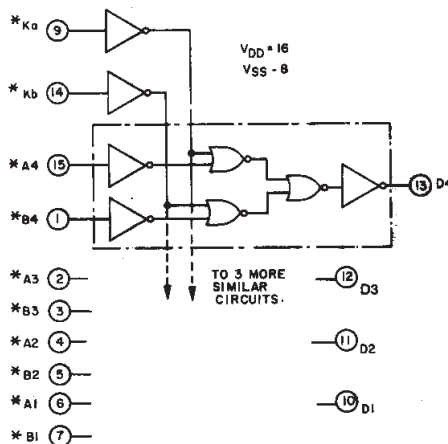 *Ka 9
VDD = 16
VSS - 8
*Kb 14
*A4 15
13 D4
*B4 1
*A3 2
TO 3 MORE
SIMILAR
CIRCUITS.
12 D3
*B3 3
*A2 4
11 D2
*B2 5
*A1 6
10 D1
*B1 7